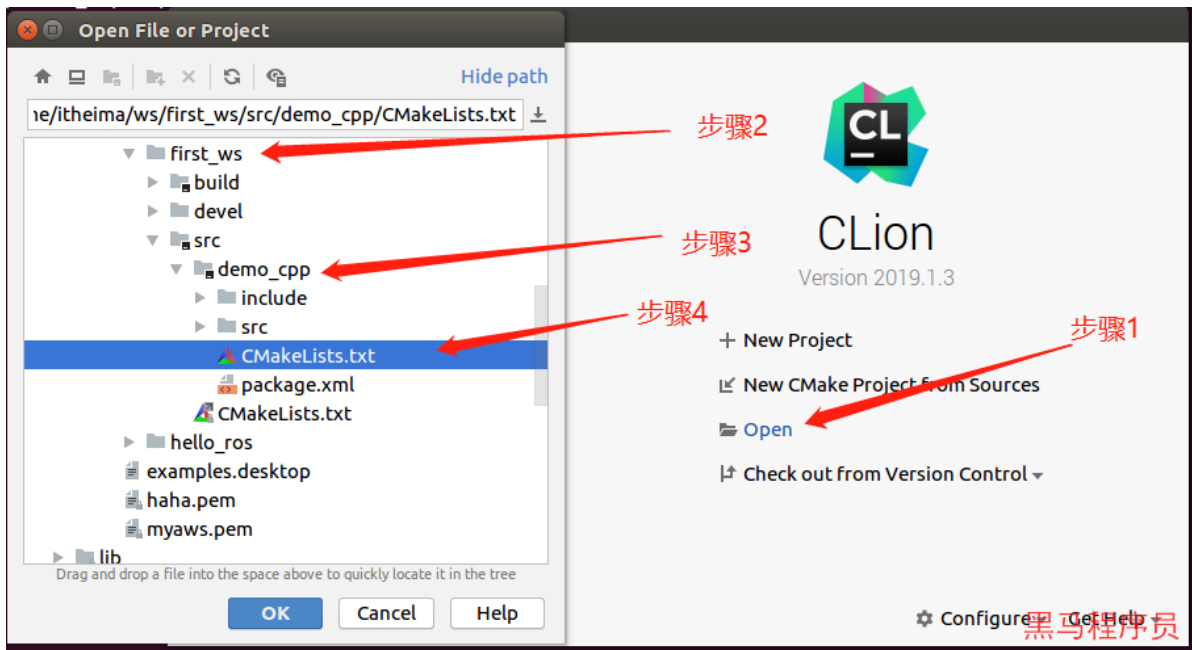 Open File or Project
Hide path
ne/itheima/ws/first_ws/src/demo_cpp/CMakeLists.txt
first_ws
build
devel
src
demo_cpp
include
src
CMakeLists.txt
package.xml
CMakeLists.txt
hello_ros
examples.desktop
haha.pem
myaws.pem
lib
Drag and drop a file into the space above to quickly locate it in the tree
OK
Cancel
Help
步骤2
步骤3
步骤4
CL
CLion
Version 2019.1.3
步骤1
New Project
New CMake Project from Sources
Open
Check out from Version Control
Configure
Get Help
黑马程序员